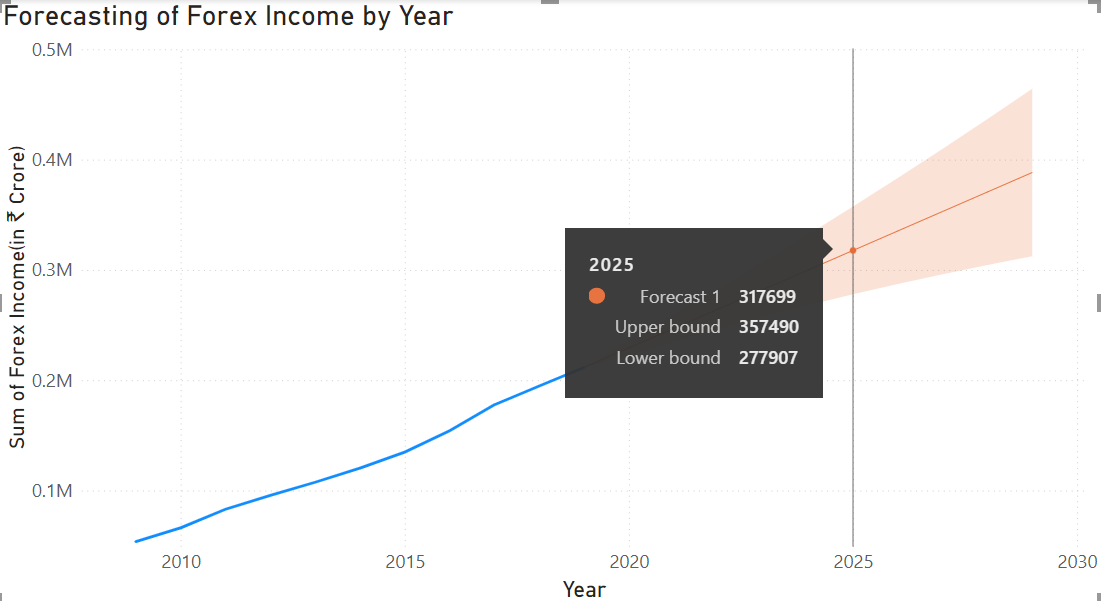 Forecasting of Forex Income by Year
0.5M
0.4M
0.3M
0.2M
0.1M
Sum of Forex Income(in ₹ Crore)
2025
Forecast 1 317699
Upper bound 357490
Lower bound 277907
2010 2015 2020 2025 2030
Year